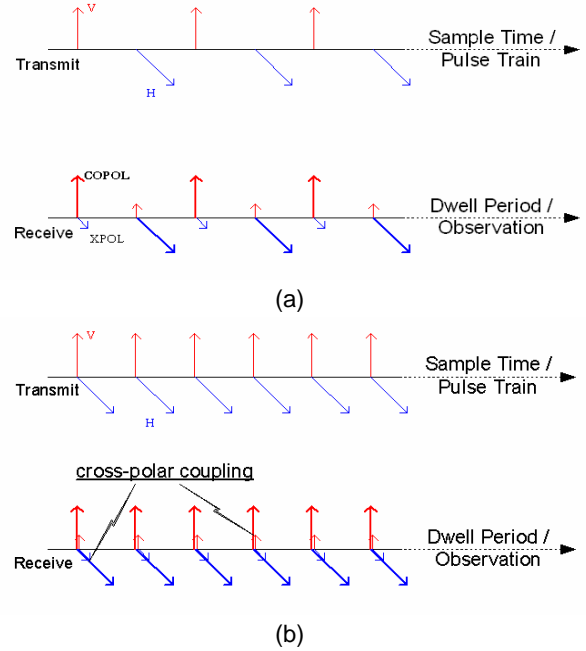 V
Transmit
H
Sample Time /
Pulse Train
COPOL
Receive
XPOL
Dwell Period /
Observation
(a)
V
Transmit
H
Sample Time /
Pulse Train
cross-polar coupling
Receive
Dwell Period /
Observation
(b)